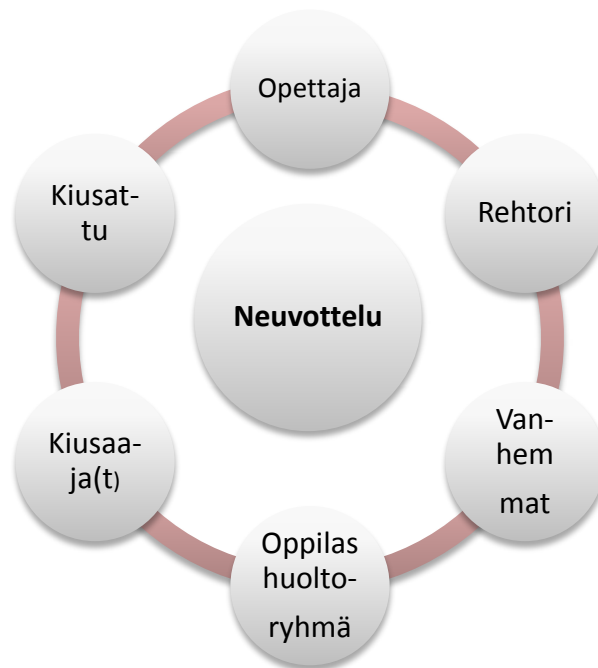 Opettaja
Rehtori
Van-
hem
mat
Oppilas
huolto-
ryhmä
Kiusaa-
ja(t)
Kiusat-
tu
Neuvottelu